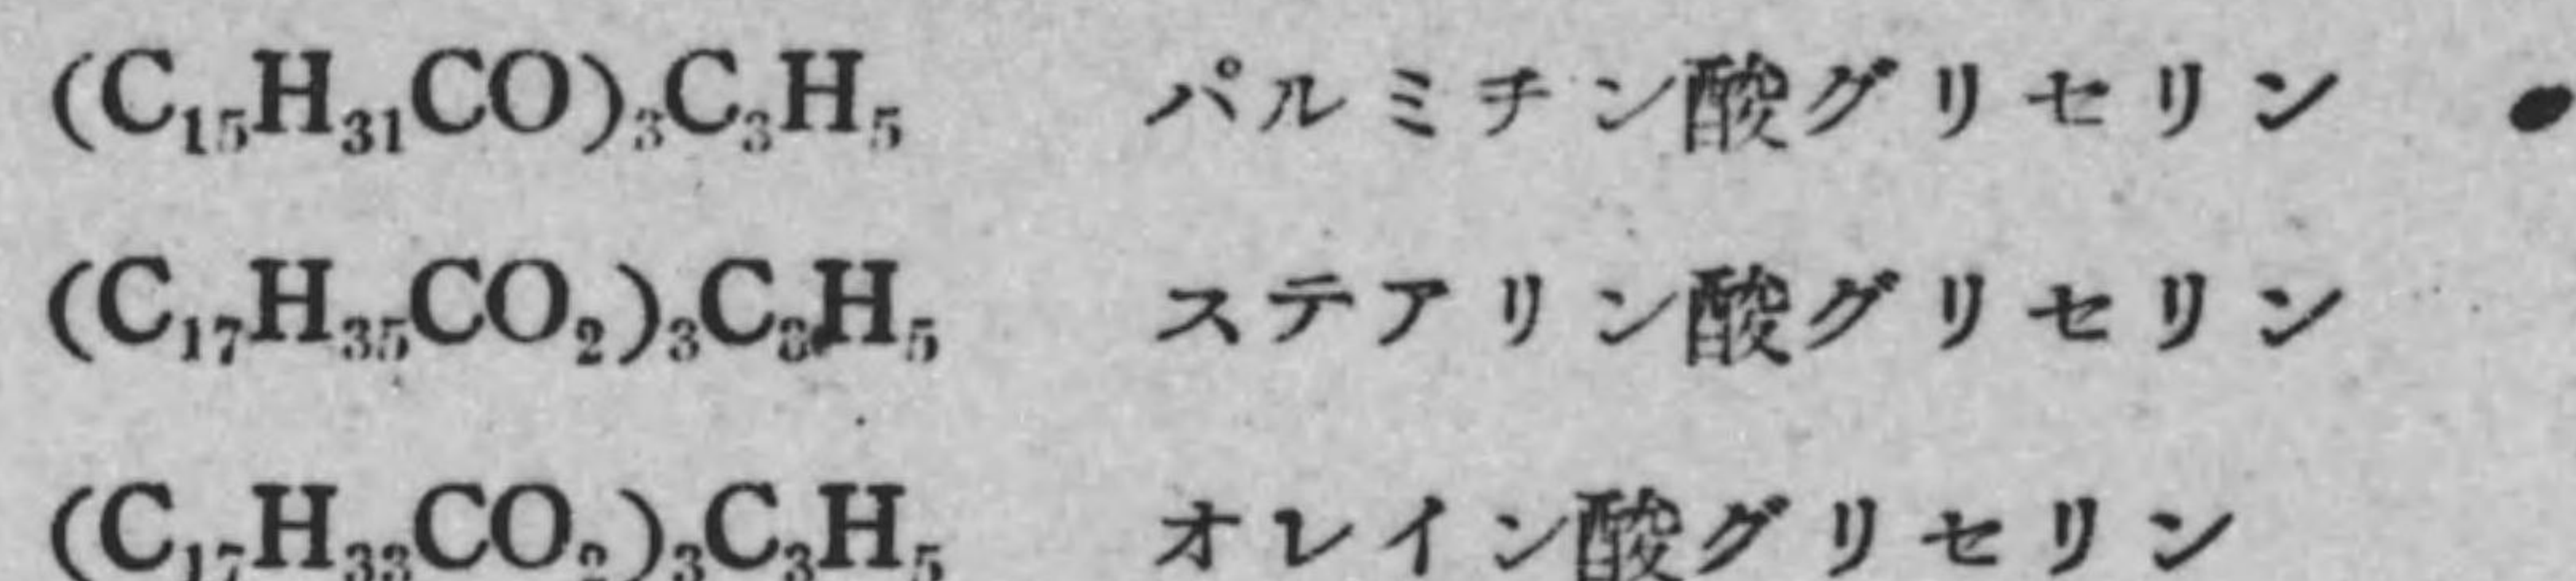 (C₁₅H₃₁CO)₃C₃H₅ パルミチン酸グリセリン
(C₁₇H₃₅CO₂)₃C₃H₅ ステアリン酸グリセリン
(C₁₇H₃₃CO₂)₃C₃H₅ オレイン酸グリセリン